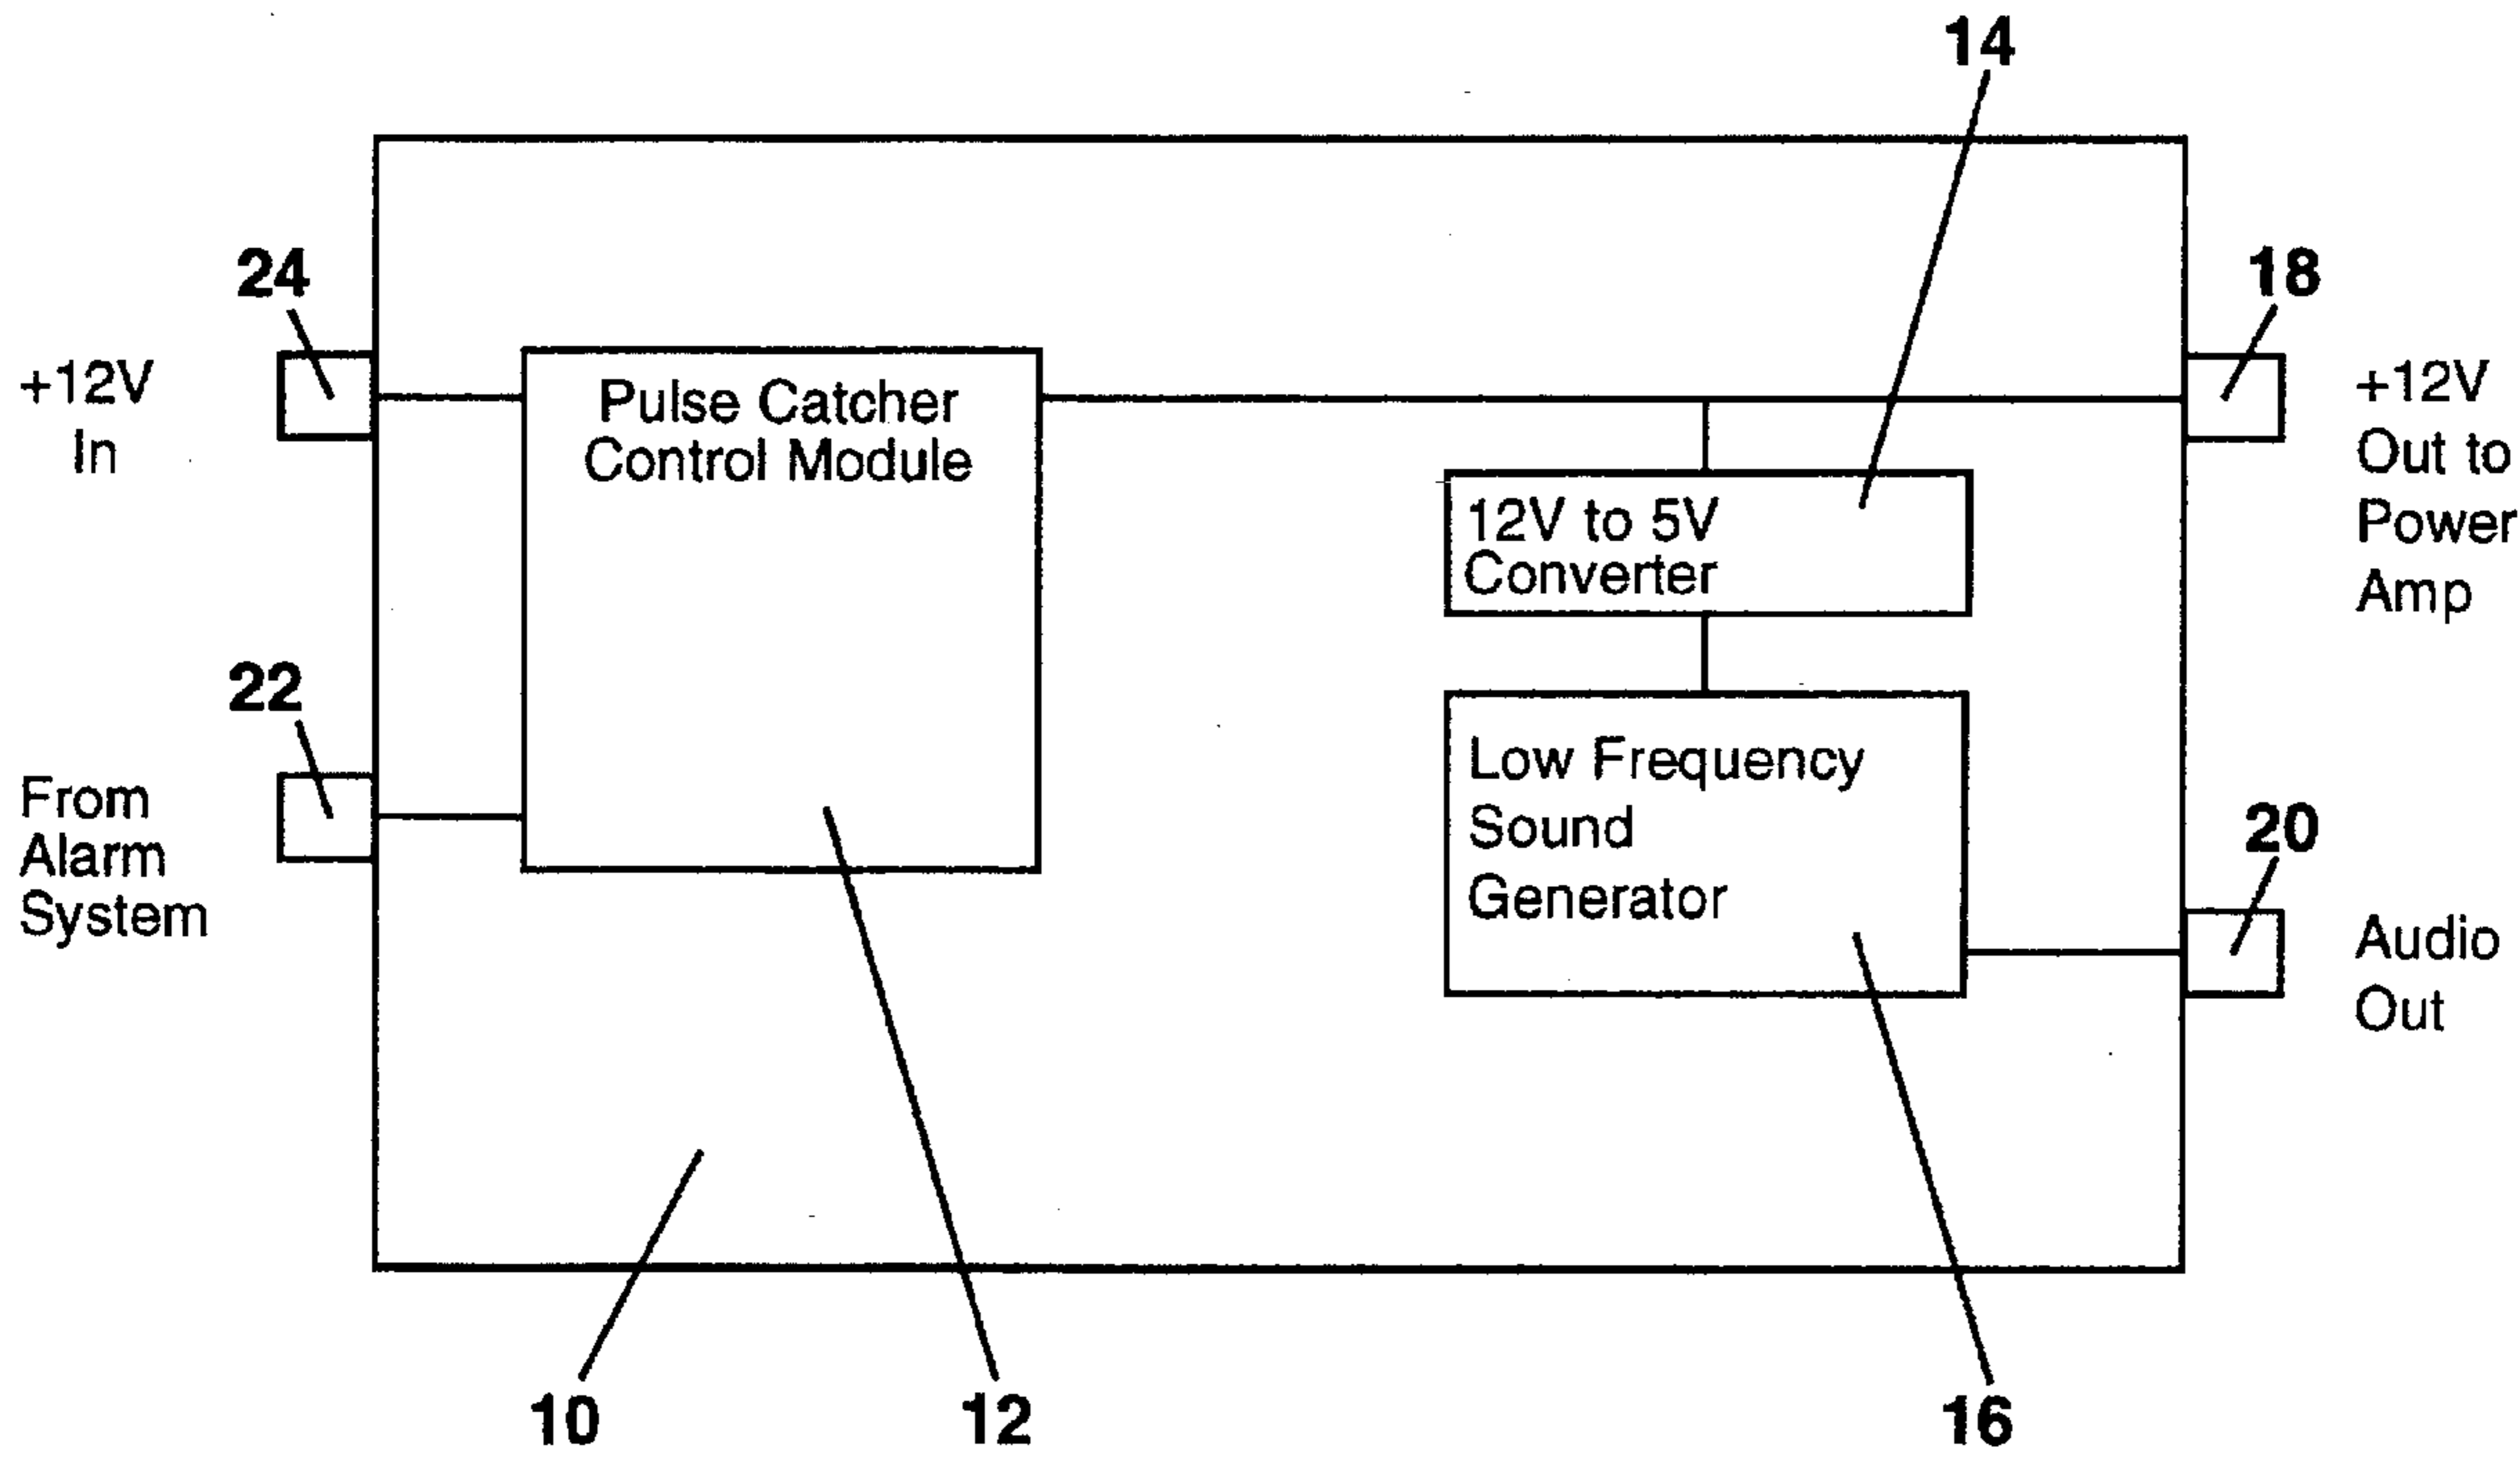 14
24
18
+12V
In
Pulse Catcher
Control Module
+12V
Out to
Power
Amp
12V to 5V
Converter
22
From
Alarm
System
Low Frequency
Sound
Generator
20
Audio
Out
10
12
16